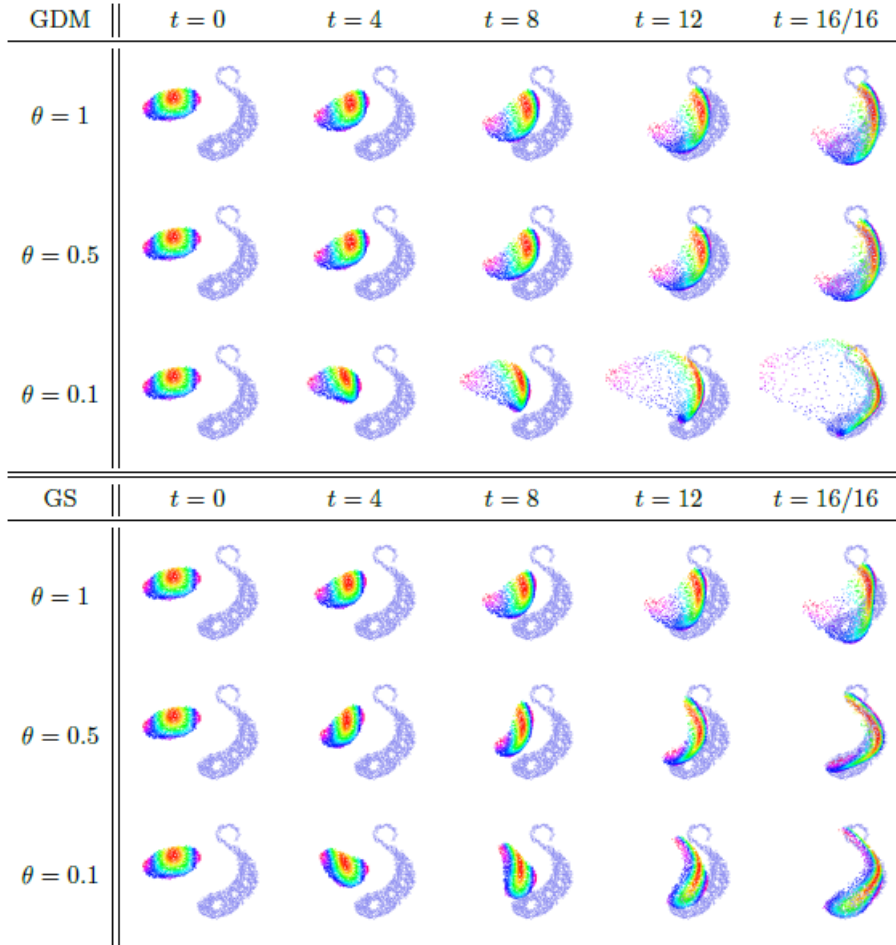 GDM t = 0 t = 4 t = 8 t = 12 t = 16/16
θ = 1
θ = 0.5
θ = 0.1
GS t = 0 t = 4 t = 8 t = 12 t = 16/16
θ = 1
θ = 0.5
θ = 0.1